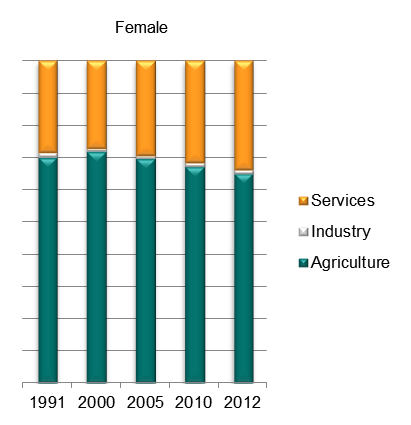 Female
Services
Industry
Agriculture
1991 2000 2005 2010 2012